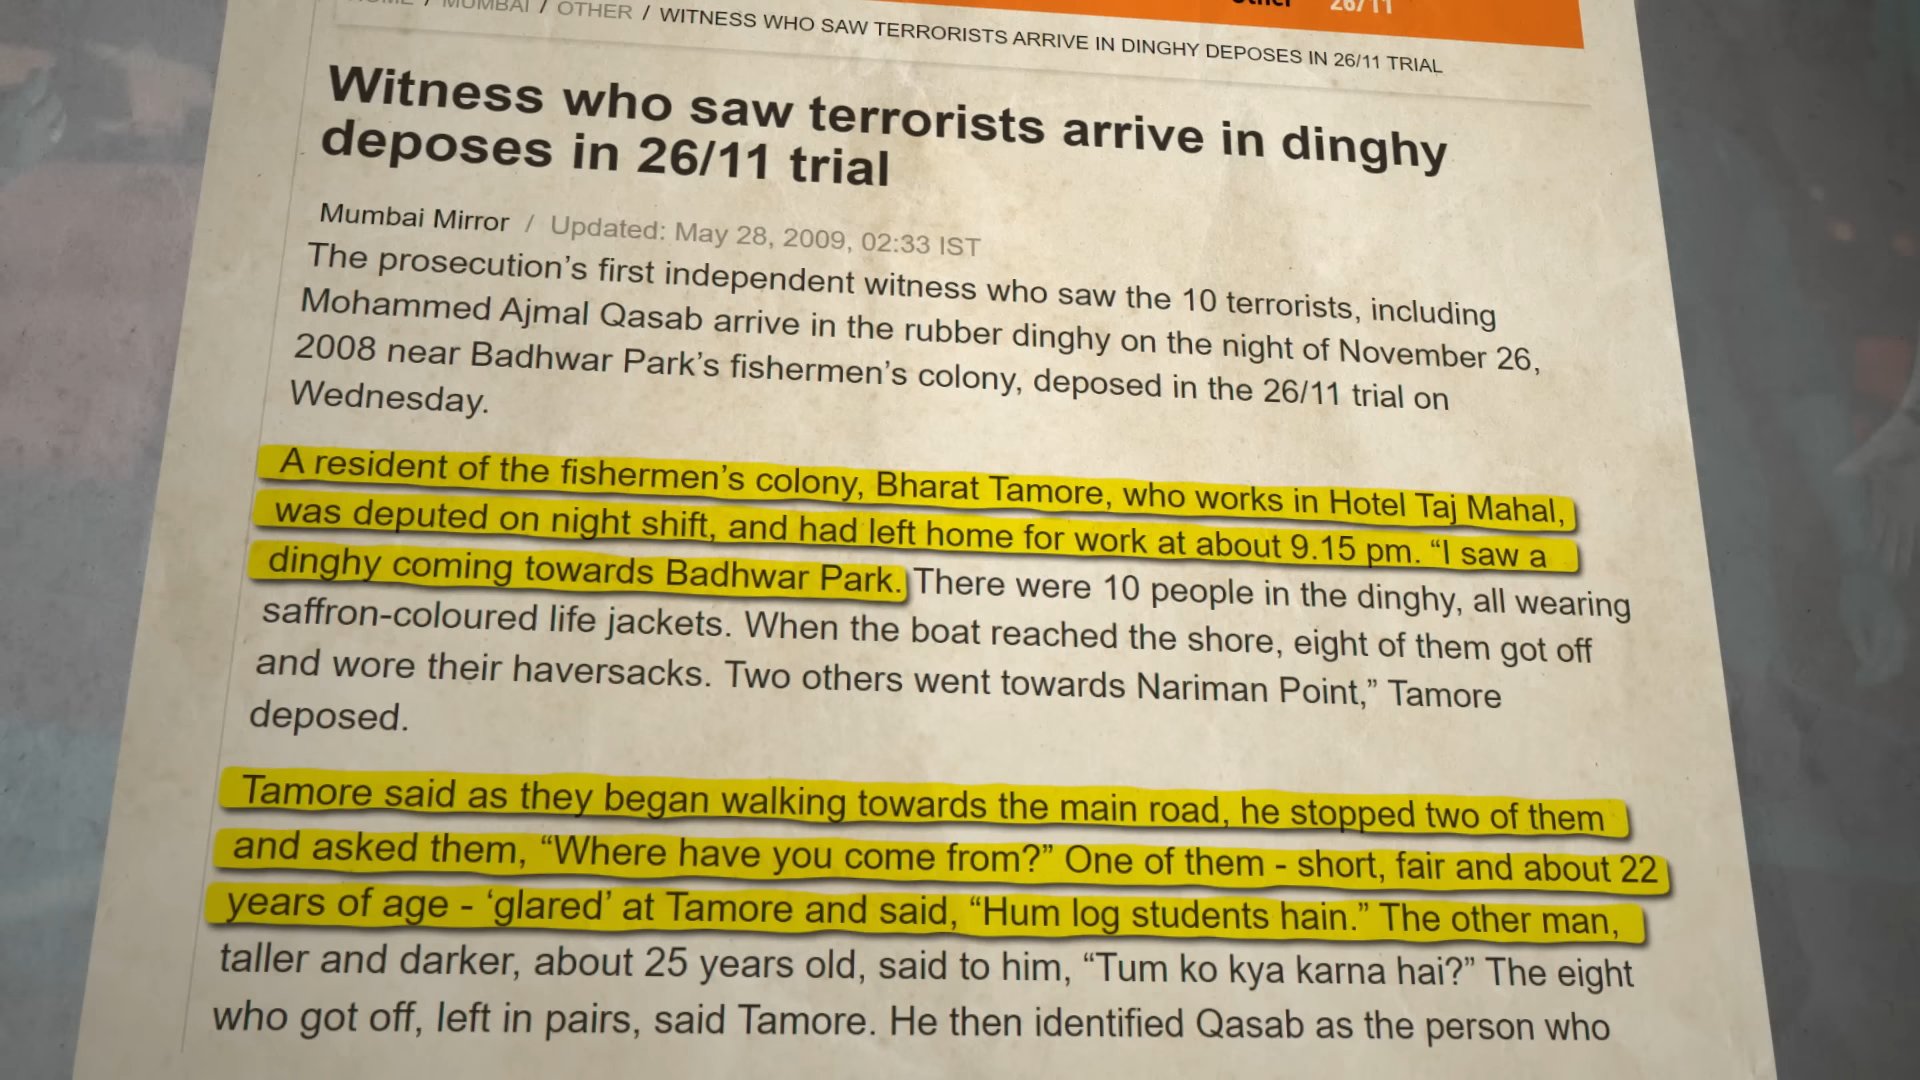 HOME / MUMBAI / OTHER / WITNESS WHO SAW TERRORISTS ARRIVE IN DINGHY DEPOSES IN 26/11 TRIAL
Other 26/11
Witness who saw terrorists arrive in dinghy
deposes in 26/11 trial
Mumbai Mirror / Updated: May 28, 2009, 02:33 IST
The prosecution's first independent witness who saw the 10 terrorists, including
Mohammed Ajmal Qasab arrive in the rubber dinghy on the night of November 26,
2008 near Badhwar Park's fishermen's colony, deposed in the 26/11 trial on
Wednesday.
A resident of the fishermen's colony, Bharat Tamore, who works in Hotel Taj Mahal,
was deputed on night shift, and had left home for work at about 9.15 pm. “I saw a
dinghy coming towards Badhwar Park. There were 10 people in the dinghy, all wearing
saffron-coloured life jackets. When the boat reached the shore, eight of them got off
and wore their haversacks. Two others went towards Nariman Point,” Tamore
deposed.
Tamore said as they began walking towards the main road, he stopped two of them
and asked them, “Where have you come from?” One of them - short, fair and about 22
years of age - ‘glared’ at Tamore and said, “Hum log students hain.” The other man,
taller and darker, about 25 years old, said to him, “Tum ko kya karna hai?” The eight
who got off, left in pairs, said Tamore. He then identified Qasab as the person who